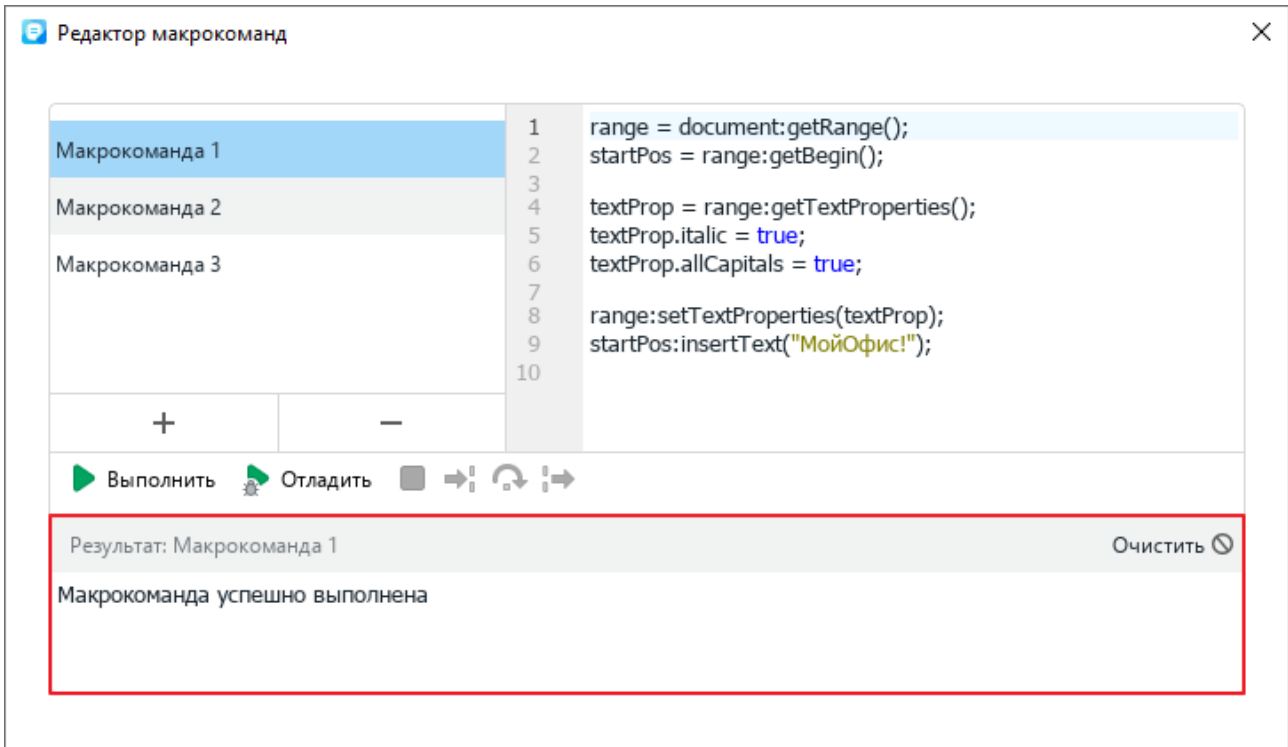 Редактор макрокоманд
Макрокоманда 1
Макрокоманда 2
Макрокоманда 3
1 range = document:getRange();
2 startPos = range:getBegin();
3
4 textProp = range:getTextProperties();
5 textProp.italic = true;
6 textProp.allCapitals = true;
7
8 range:setTextProperties(textProp);
9 startPos:insertText("МойОфис!");
10
Выполнить Отладить
Результат: Макрокоманда 1 Очистить
Макрокоманда успешно выполнена